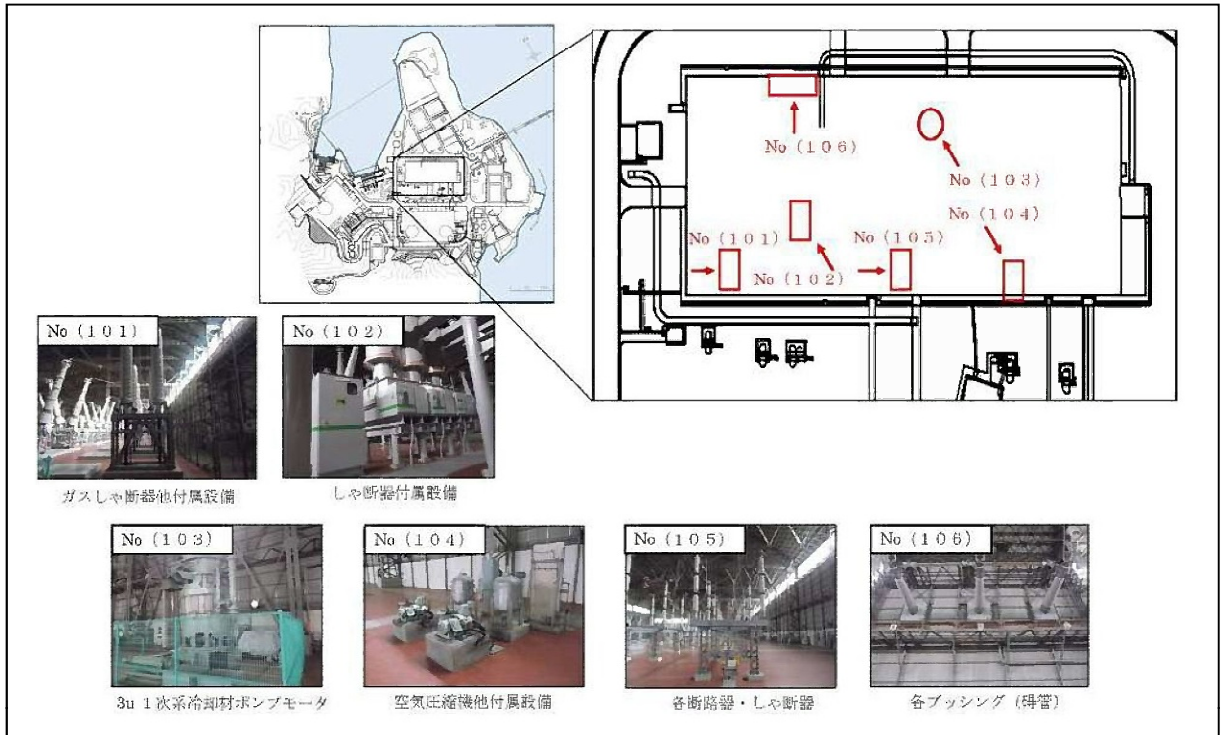 No (106)
No (103)
No (104)
No (101)
No (105)
No (102)
No (101)
No (102)
ガスしゃ断器他付属設備
しゃ断器付属設備
No (103)
No (104)
No (105)
No (106)
3u 1次系冷却材ポンプモータ
空気圧縮機他付属設備
各断路器・しゃ断器
各ブッシング (碍管)